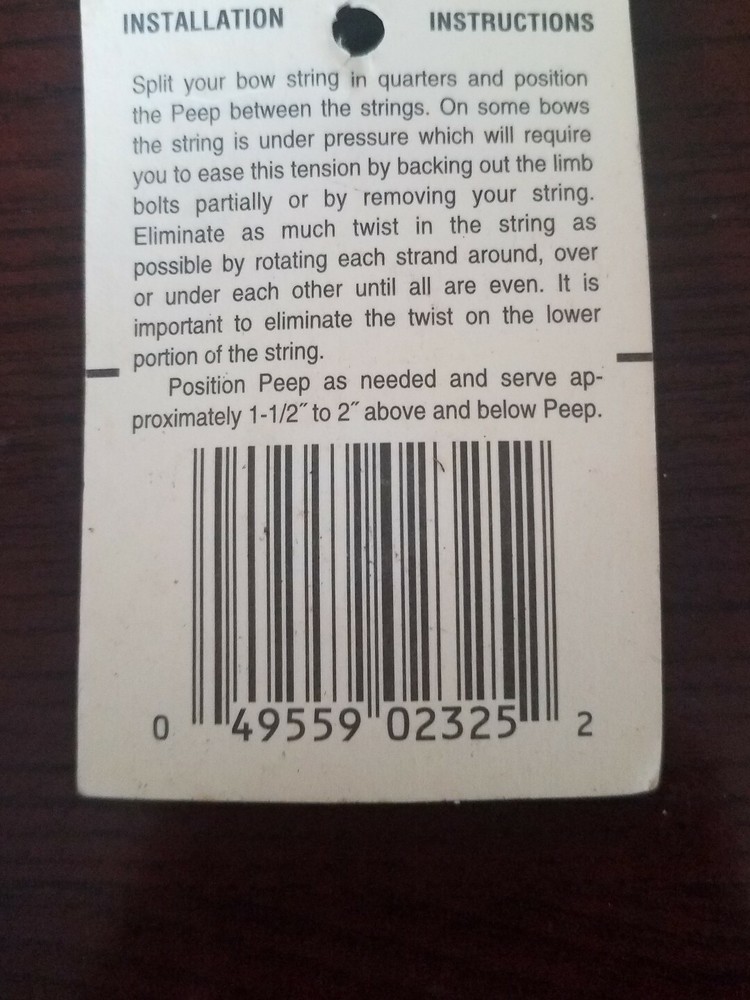 INSTALLATION INSTRUCTIONS
Split your bow string in quarters and position
the Peep between the strings. On some bows
the string is under pressure which will require
you to ease this tension by backing out the limb
bolts partially or by removing your string.
Eliminate as much twist in the string as
possible by rotating each strand around, over
or under each other until all are even. It is
important to eliminate the twist on the lower
portion of the string.
Position Peep as needed and serve ap-
proximately 1-1/2″ to 2″ above and below Peep.
0 49559 02325 2